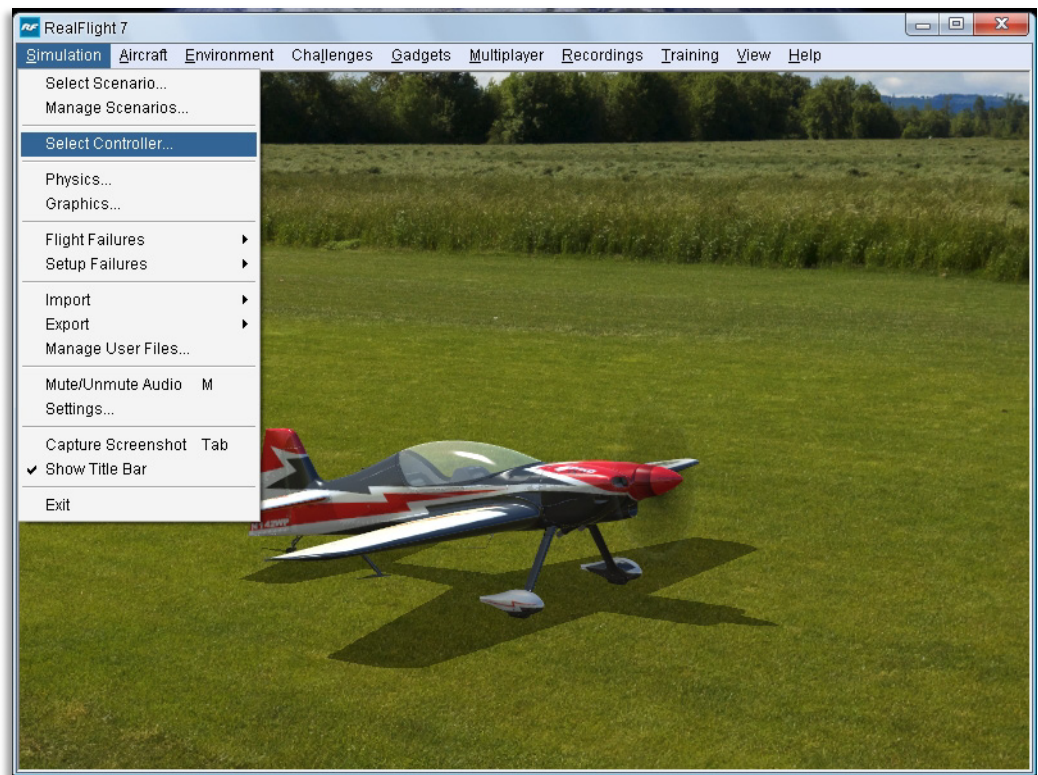 RealFlight 7
Simulation Aircraft Environment Challenges Gadgets Multiplayer Recordings Training View Help
Select Scenario...
Manage Scenarios...
Select Controller...
Physics...
Graphics...
Flight Failures
Setup Failures
Import
Export
Manage User Files...
Mute/Unmute Audio M
Settings...
Capture Screenshot Tab
Show Title Bar
Exit
N142WP